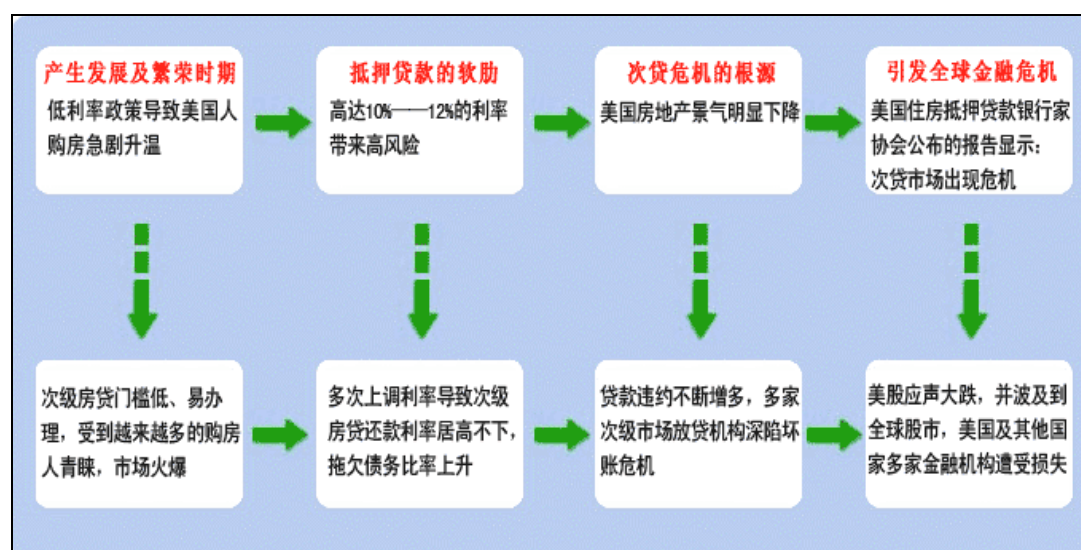 产生发展及繁荣时期
低利率政策导致美国人
购房急剧升温
抵押贷款的软肋
高达10%——12%的利率
带来高风险
次贷危机的根源
美国房地产景气明显下降
引发全球金融危机
美国住房抵押贷款银行家
协会公布的报告显示：
次贷市场出现危机
次级房贷门槛低、易办
理，受到越来越多的购房
人青睐，市场火爆
多次上调利率导致次级
房贷还款利率居高不下，
拖欠债务比率上升
贷款违约不断增多，多家
次级市场放贷机构深陷坏
账危机
美股应声大跌，并波及到
全球股市，美国及其他国
家多家金融机构遭受损失